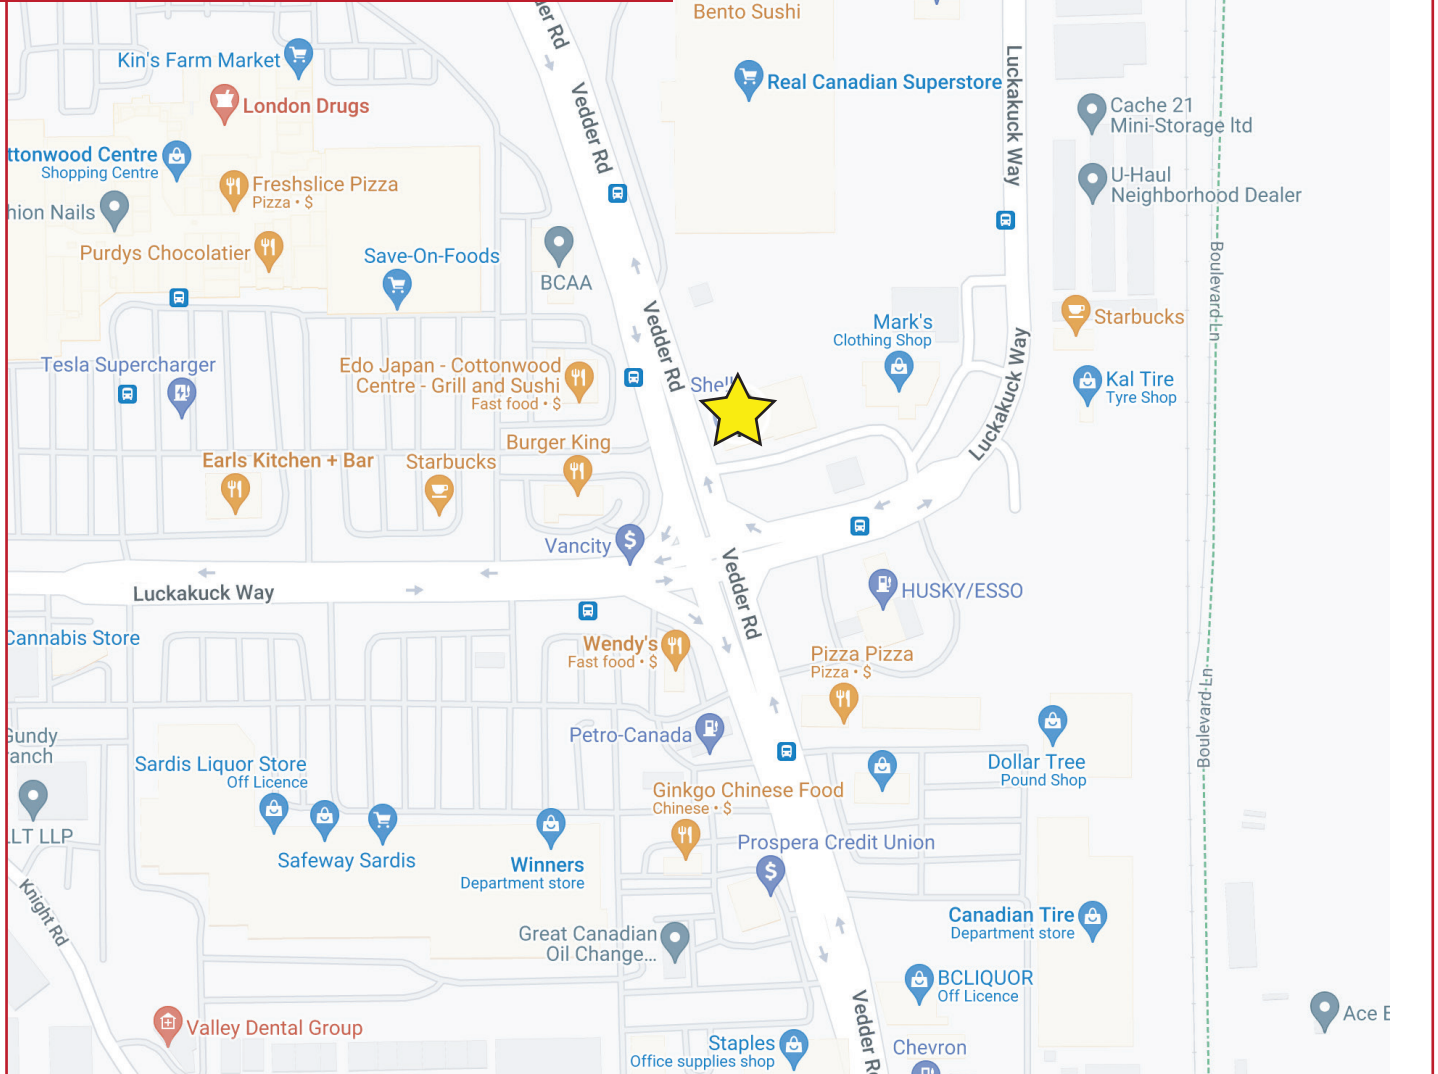 der Rd
Bento Sushi
Kin's Farm Market
Real Canadian Superstore
Luckakuck Way
London Drugs
Vedder Rd
Cache 21
Mini-Storage ltd
ttonwood Centre
Shopping Centre
Freshslice Pizza
Pizza • $
U-Haul
Neighborhood Dealer
hion Nails
Purdys Chocolatier
Save-On-Foods
BCAA
Boulevard-Ln
Vedder Rd
Mark's
Clothing Shop
Starbucks
Tesla Supercharger
Edo Japan - Cottonwood
Centre - Grill and Sushi
Fast food • $
Shell
Luckakuck Way
Kal Tire
Tyre Shop
Burger King
Earls Kitchen + Bar
Starbucks
Vancity
Vedder Rd
Luckakuck Way
HUSKY/ESSO
Cannabis Store
Wendy's
Fast food • $
Pizza Pizza
Pizza • $
Boulevard-Ln
Gundy
anch
Petro-Canada
Sardis Liquor Store
Off Licence
Dollar Tree
Pound Shop
Ginkgo Chinese Food
Chinese • $
LT LLP
Safeway Sardis
Winners
Department store
Prospera Credit Union
Knight Rd
Great Canadian
Oil Change...
Canadian Tire
Department store
BCLIQUOR
Off Licence
Vedder Rd
Ace E
Valley Dental Group
Staples
Office supplies shop
Chevron